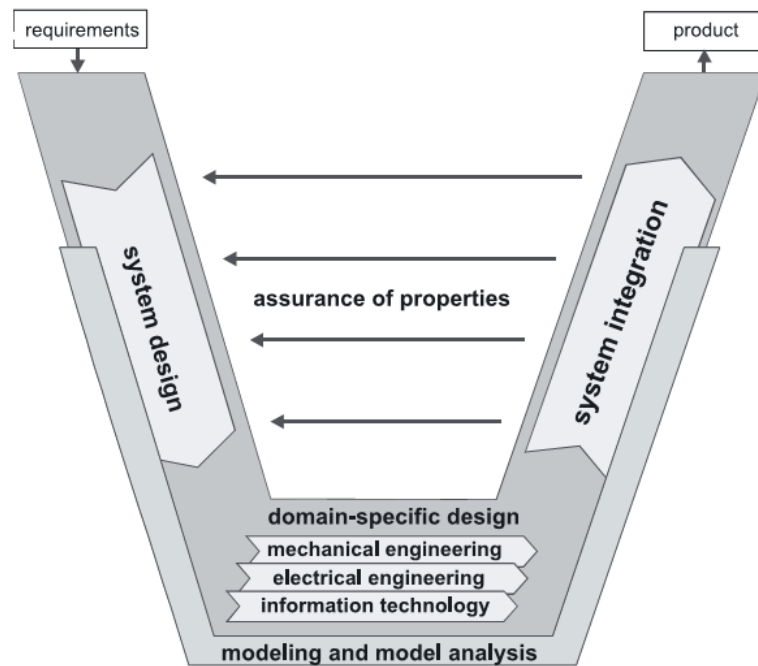 requirements
product
system design
assurance of properties
system integration
domain-specific design
mechanical engineering
electrical engineering
information technology
modeling and model analysis